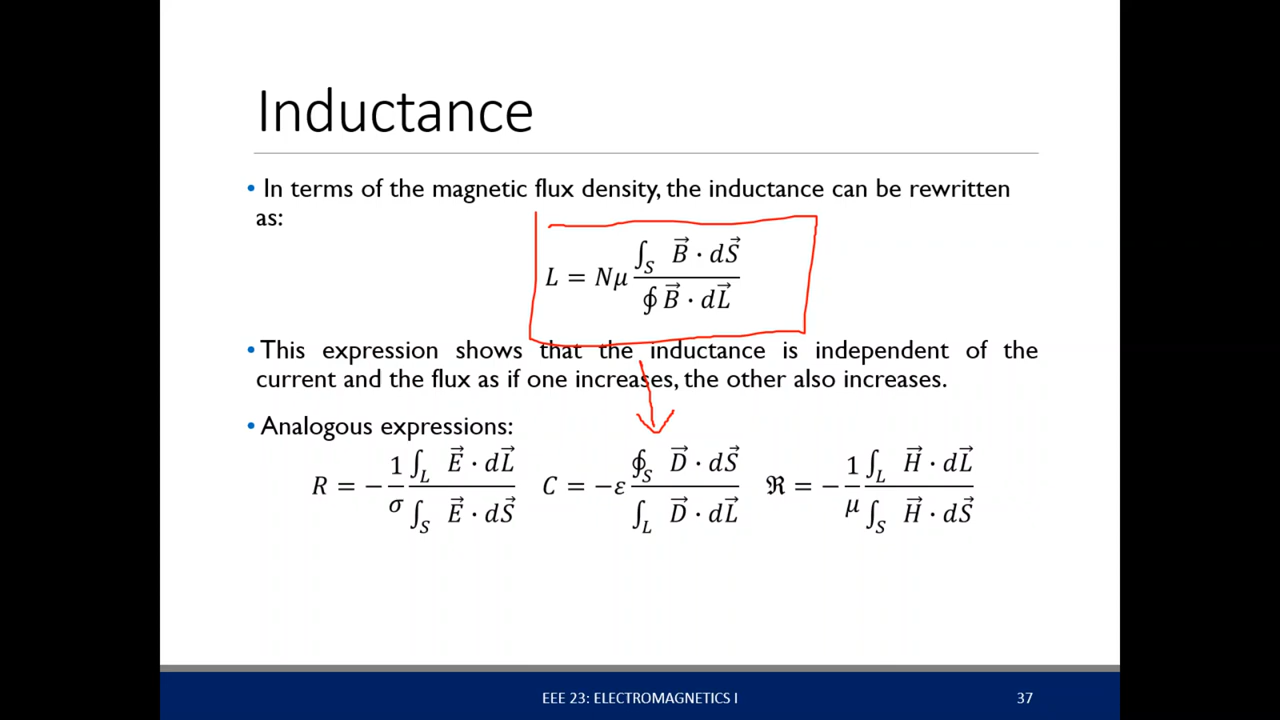 Inductance
• In terms of the magnetic flux density, the inductance can be rewritten
as:
L = Nμ ∫_S B⃗ · dS⃗ / ∮ B⃗ · dL⃗
• This expression shows that the inductance is independent of the
current and the flux as if one increases, the other also increases.
• Analogous expressions:
R = − 1/σ ∫_L E⃗ · dL⃗ / ∫_S E⃗ · dS⃗ C = −ε ∮_S D⃗ · dS⃗ / ∫_L D⃗ · dL⃗ ℜ = − 1/μ ∫_L H⃗ · dL⃗ / ∫_S H⃗ · dS⃗
EEE 23: ELECTROMAGNETICS I 37